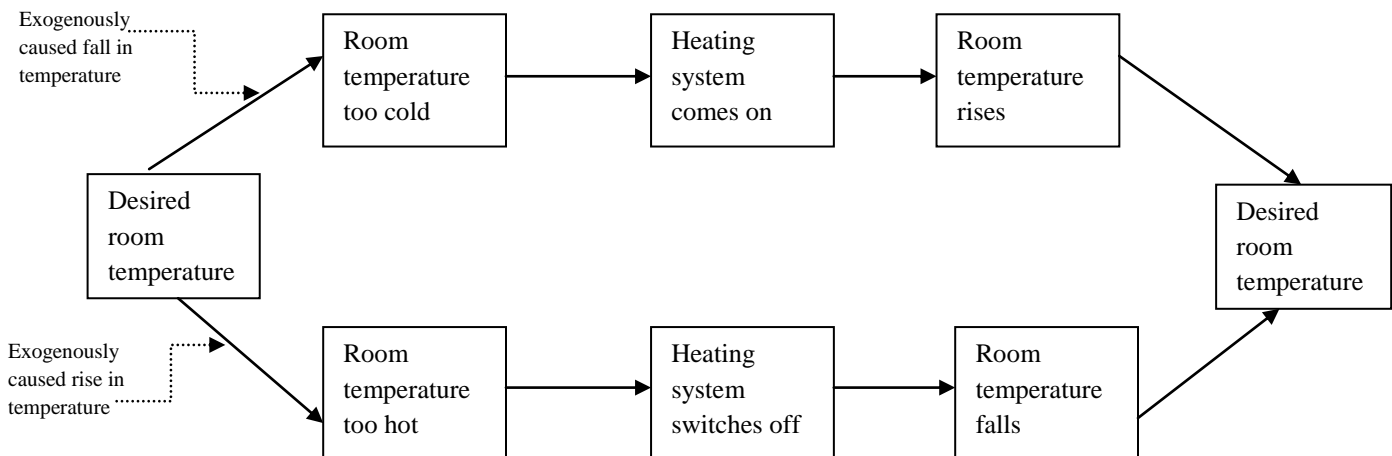 Exogenously
caused fall in
temperature
Room
temperature
too cold
Heating
system
comes on
Room
temperature
rises
Desired
room
temperature
Desired
room
temperature
Exogenously
caused rise in
temperature
Room
temperature
too hot
Heating
system
switches off
Room
temperature
falls